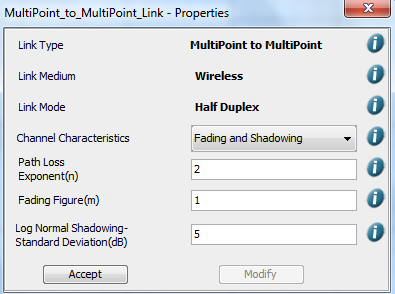 MultiPoint_to_MultiPoint_Link - Properties
Link Type MultiPoint to MultiPoint
Link Medium Wireless
Link Mode Half Duplex
Channel Characteristics Fading and Shadowing
Path Loss
Exponent(n) 2
Fading Figure(m) 1
Log Normal Shadowing-
Standard Deviation(dB) 5
Accept Modify